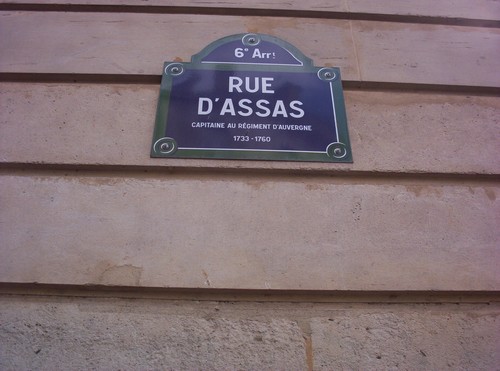 6e Arrt
RUE
D'ASSAS
CAPITAINE AU RÉGIMENT D'AUVERGNE
1733-1760